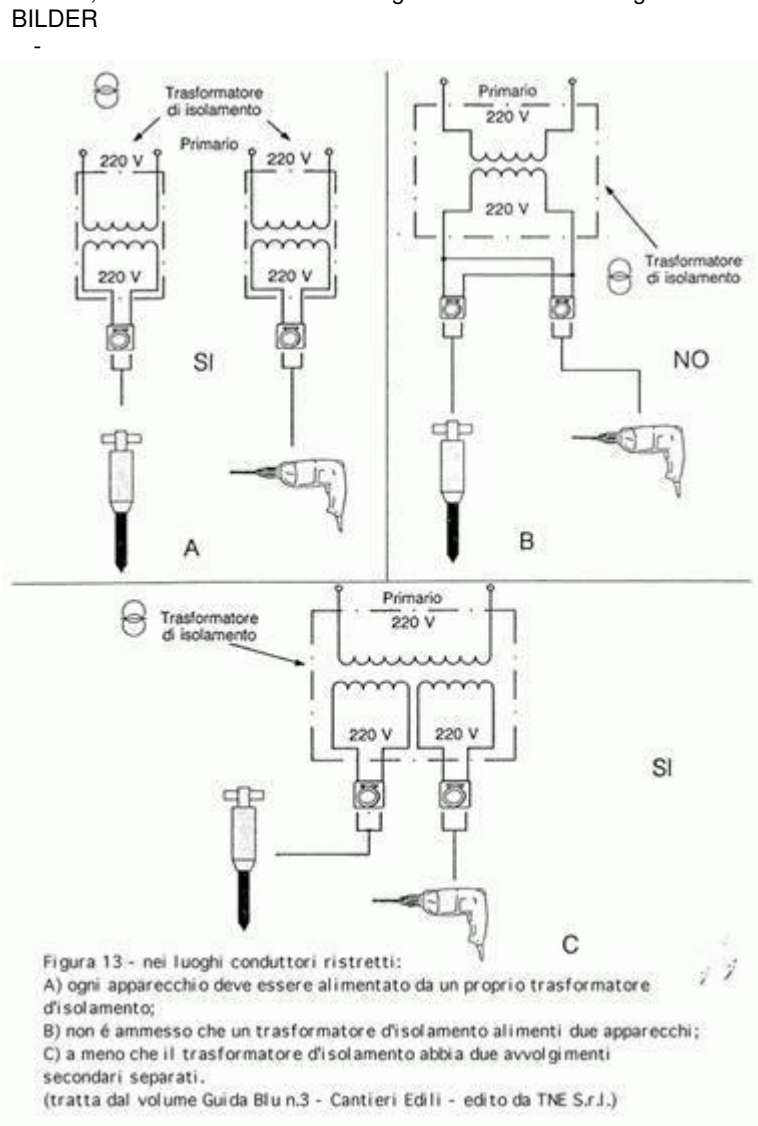 BILDER
-
Trasformatore
di isolamento
Primario
220 V
220 V
220 V
220 V
SI
A
Primario
220 V
220 V
Trasformatore
di isolamento
NO
B
Trasformatore
di isolamento
Primario
220 V
220 V
220 V
SI
C
Figura 13 - nei luoghi conduttori ristretti:
A) ogni apparecchio deve essere alimentato da un proprio trasformatore
d'isolamento;
B) non é ammesso che un trasformatore d'isolamento alimenti due apparecchi;
C) a meno che il trasformatore d'isolamento abbia due avvolgimenti
secondari separati.
(tratta dal volume Guida Blu n.3 - Cantieri Edili - edito da TNE S.r.l.)